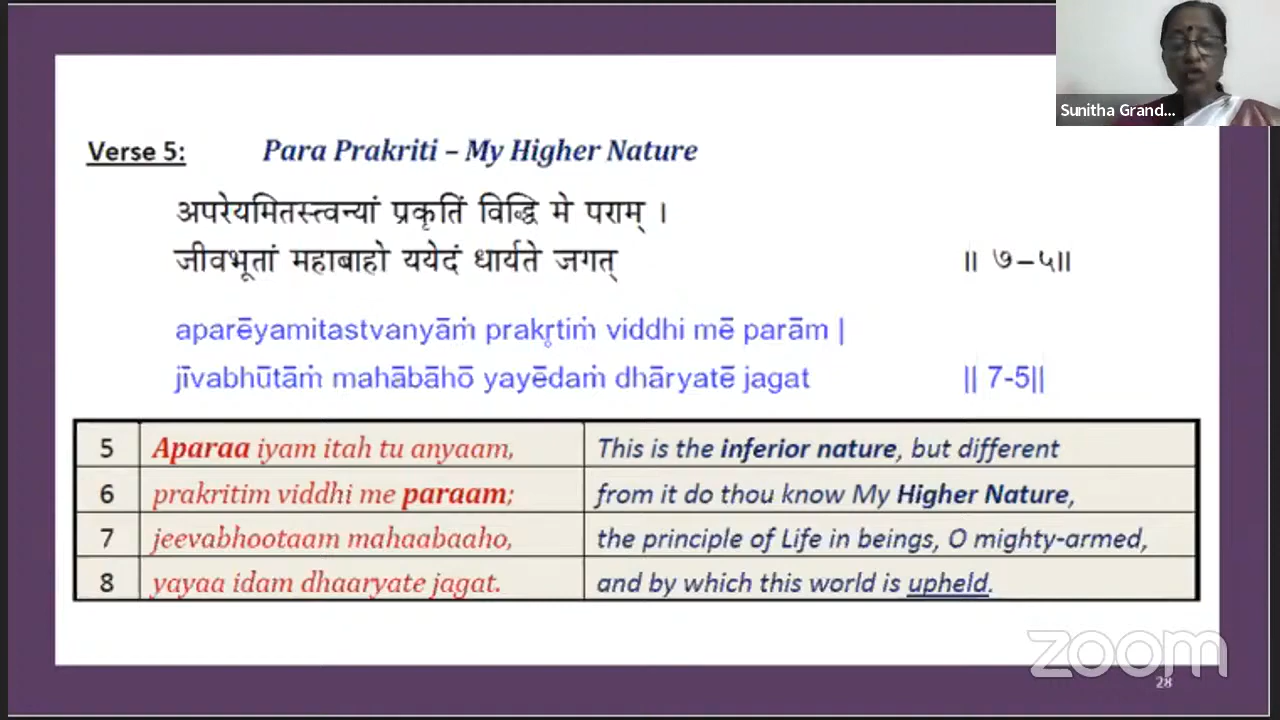 Sunitha Grand...
Verse 5: Para Prakriti – My Higher Nature
अपरेयमितस्त्वन्यां प्रकृतिं विद्धि मे पराम् ।
जीवभूतां महाबाहो ययेदं धार्यते जगत् ॥ ७–५॥
aparēyamitastvanyāṁ prakr̥tiṁ viddhi mē parām |
jīvabhūtāṁ mahābāhō yayēdaṁ dhāryatē jagat || 7-5||
5 Aparaa iyam itah tu anyaam, This is the inferior nature, but different
6 prakritim viddhi me paraam; from it do thou know My Higher Nature,
7 jeevabhootaam mahaabaaho, the principle of Life in beings, O mighty-armed,
8 yayaa idam dhaaryate jagat. and by which this world is upheld.
zoom
28